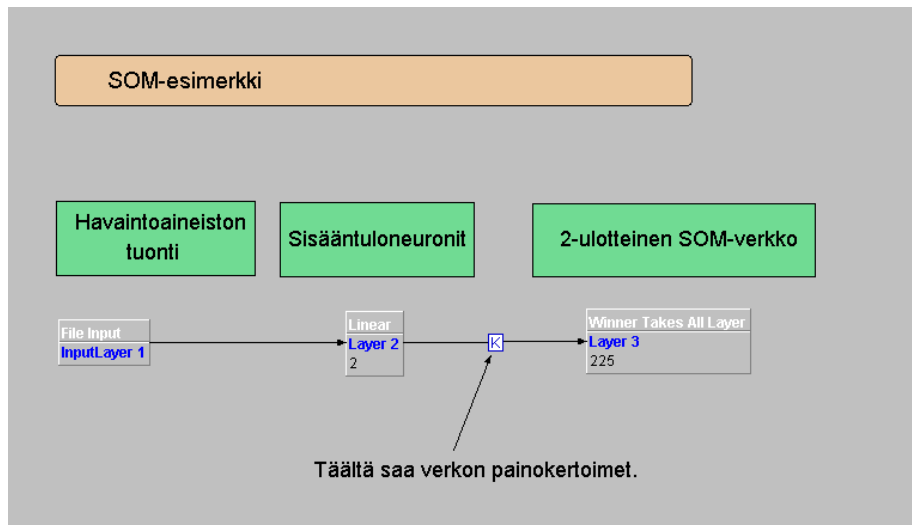 SOM-esimerkki
Havaintoaineiston
tuonti
Sisääntuloneuronit
2-ulotteinen SOM-verkko
File Input
InputLayer 1
Linear
Layer 2
2
K
Winner Takes All Layer
Layer 3
225
Täältä saa verkon painokertoimet.